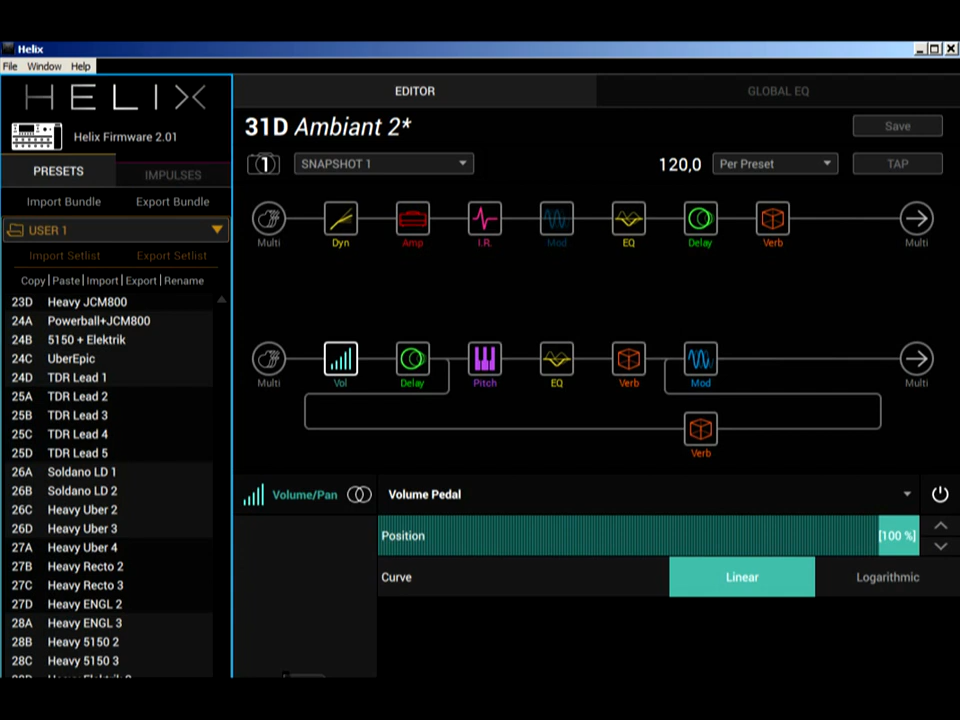 Helix
File Window Help
HELIX
Helix Firmware 2.01
PRESETS IMPULSES
Import Bundle Export Bundle
USER 1
Import Setlist Export Setlist
Copy|Paste|Import|Export|Rename
23D Heavy JCM800
24A Powerball+JCM800
24B 5150 + Elektrik
24C UberEpic
24D TDR Lead 1
25A TDR Lead 2
25B TDR Lead 3
25C TDR Lead 4
25D TDR Lead 5
26A Soldano LD 1
26B Soldano LD 2
26C Heavy Uber 2
26D Heavy Uber 3
27A Heavy Uber 4
27B Heavy Recto 2
27C Heavy Recto 3
27D Heavy ENGL 2
28A Heavy ENGL 3
28B Heavy 5150 2
28C Heavy 5150 3
EDITOR GLOBAL EQ
31D Ambiant 2* Save
1 SNAPSHOT 1 120,0 Per Preset TAP
Multi Dyn Amp I.R. Mod EQ Delay Verb Multi
Multi Vol Delay Pitch EQ Verb Mod Multi
Verb
Volume/Pan Volume Pedal
Position [100 %]
Curve Linear Logarithmic